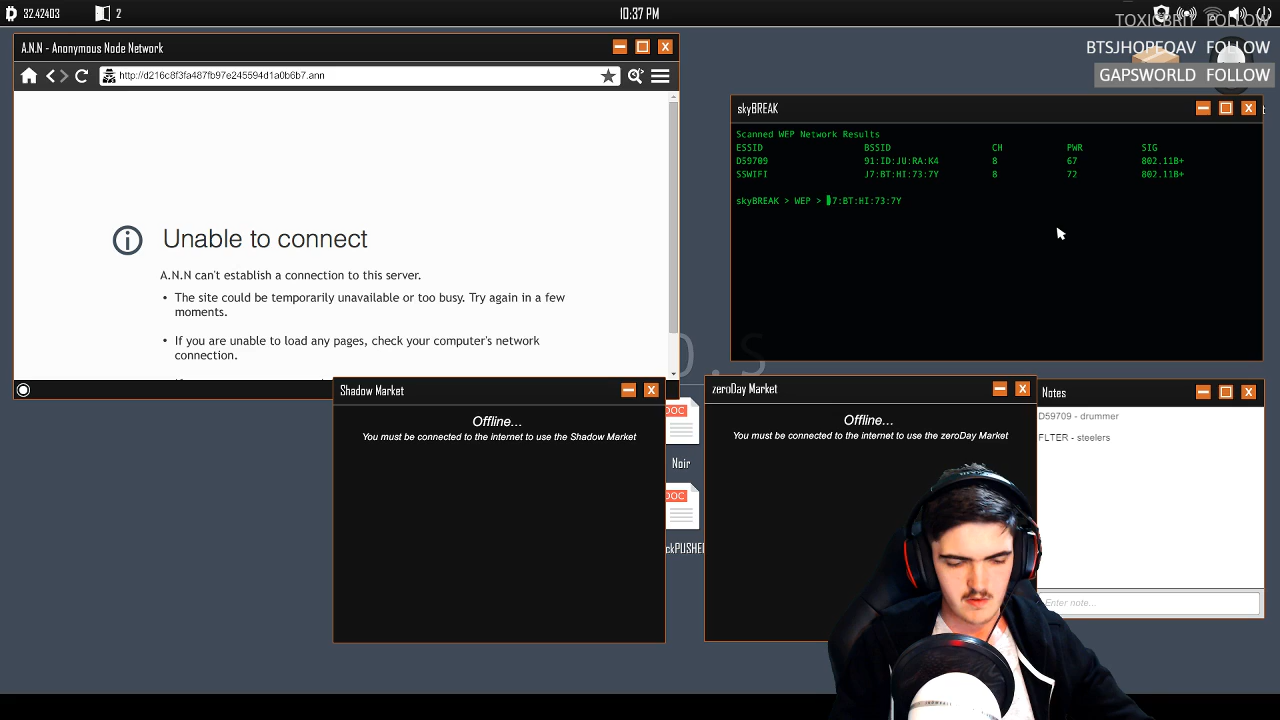 32.42403
2
10:37 PM
TOXICBRIT FOLLOW
BTSJHOPEQAV FOLLOW
GAPSWORLD FOLLOW
A.N.N - Anonymous Node Network
http://d216c8f3fa487fb97e245594d1a0b6b7.ann
Unable to connect
A.N.N can't establish a connection to this server.
• The site could be temporarily unavailable or too busy. Try again in a few
moments.
• If you are unable to load any pages, check your computer's network
connection.
skyBREAK
Scanned WEP Network Results
ESSID BSSID CH PWR SIG
D59709 91:ID:JU:RA:K4 8 67 802.11B+
SSWIFI J7:BT:HI:73:7Y 8 72 802.11B+
skyBREAK > WEP > J7:BT:HI:73:7Y
O.S
Shadow Market
Offline...
You must be connected to the internet to use the Shadow Market
DOC
Noir
DOC
ckPUSHER
zeroDay Market
Offline...
You must be connected to the internet to use the zeroDay Market
Notes
D59709 - drummer
FLTER - steelers
Enter note...